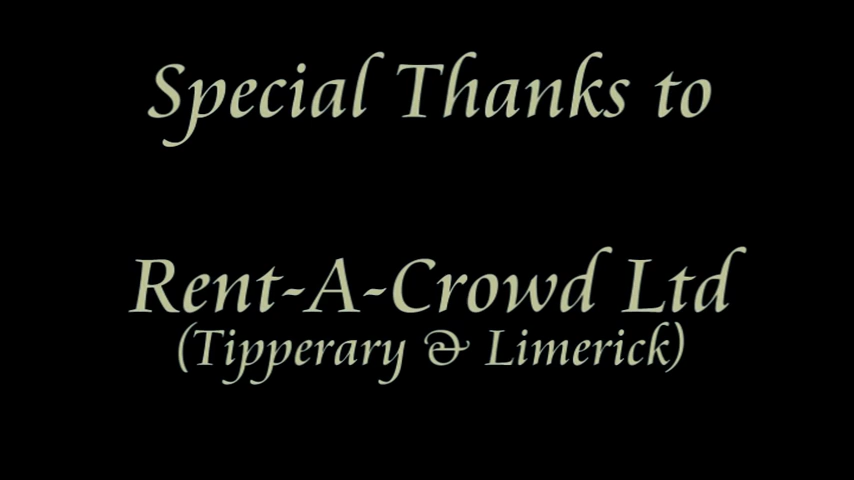 Special Thanks to
Rent-A-Crowd Ltd
(Tipperary & Limerick)